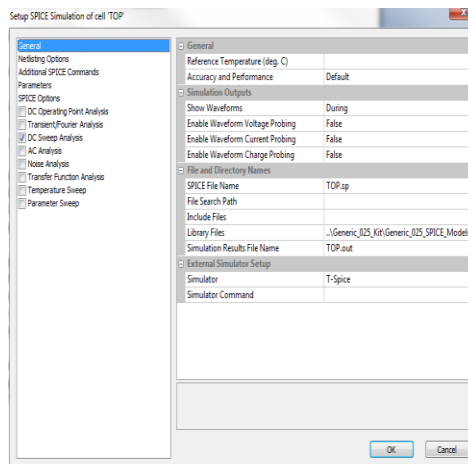 Setup SPICE Simulation of cell 'TOP'
General
Netlisting Options
Additional SPICE Commands
Parameters
SPICE Options
DC Operating Point Analysis
Transient/Fourier Analysis
DC Sweep Analysis
AC Analysis
Noise Analysis
Transfer Function Analysis
Temperature Sweep
Parameter Sweep
General
Reference Temperature (deg. C)
Accuracy and Performance Default
Simulation Outputs
Show Waveforms During
Enable Waveform Voltage Probing False
Enable Waveform Current Probing False
Enable Waveform Charge Probing False
File and Directory Names
SPICE File Name TOP.sp
File Search Path
Include Files
Library Files ..\Generic_025_Kit\Generic_025_SPICE_Models
Simulation Results File Name TOP.out
External Simulator Setup
Simulator T-Spice
Simulator Command
OK Cancel